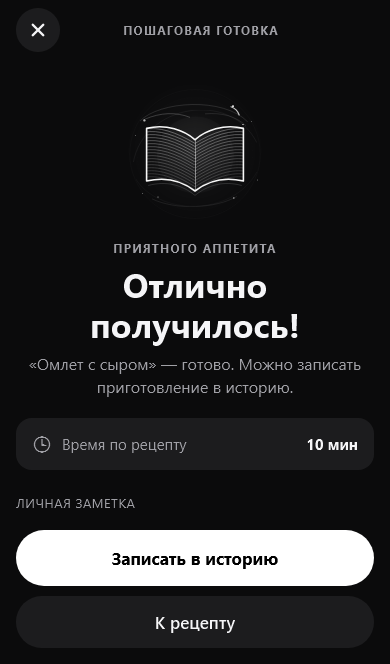 ПОШАГОВАЯ ГОТОВКА
ПРИЯТНОГО АППЕТИТА
Отлично
получилось!
«Омлет с сыром» — готово. Можно записать
приготовление в историю.
Время по рецепту 10 мин
ЛИЧНАЯ ЗАМЕТКА
Записать в историю
К рецепту